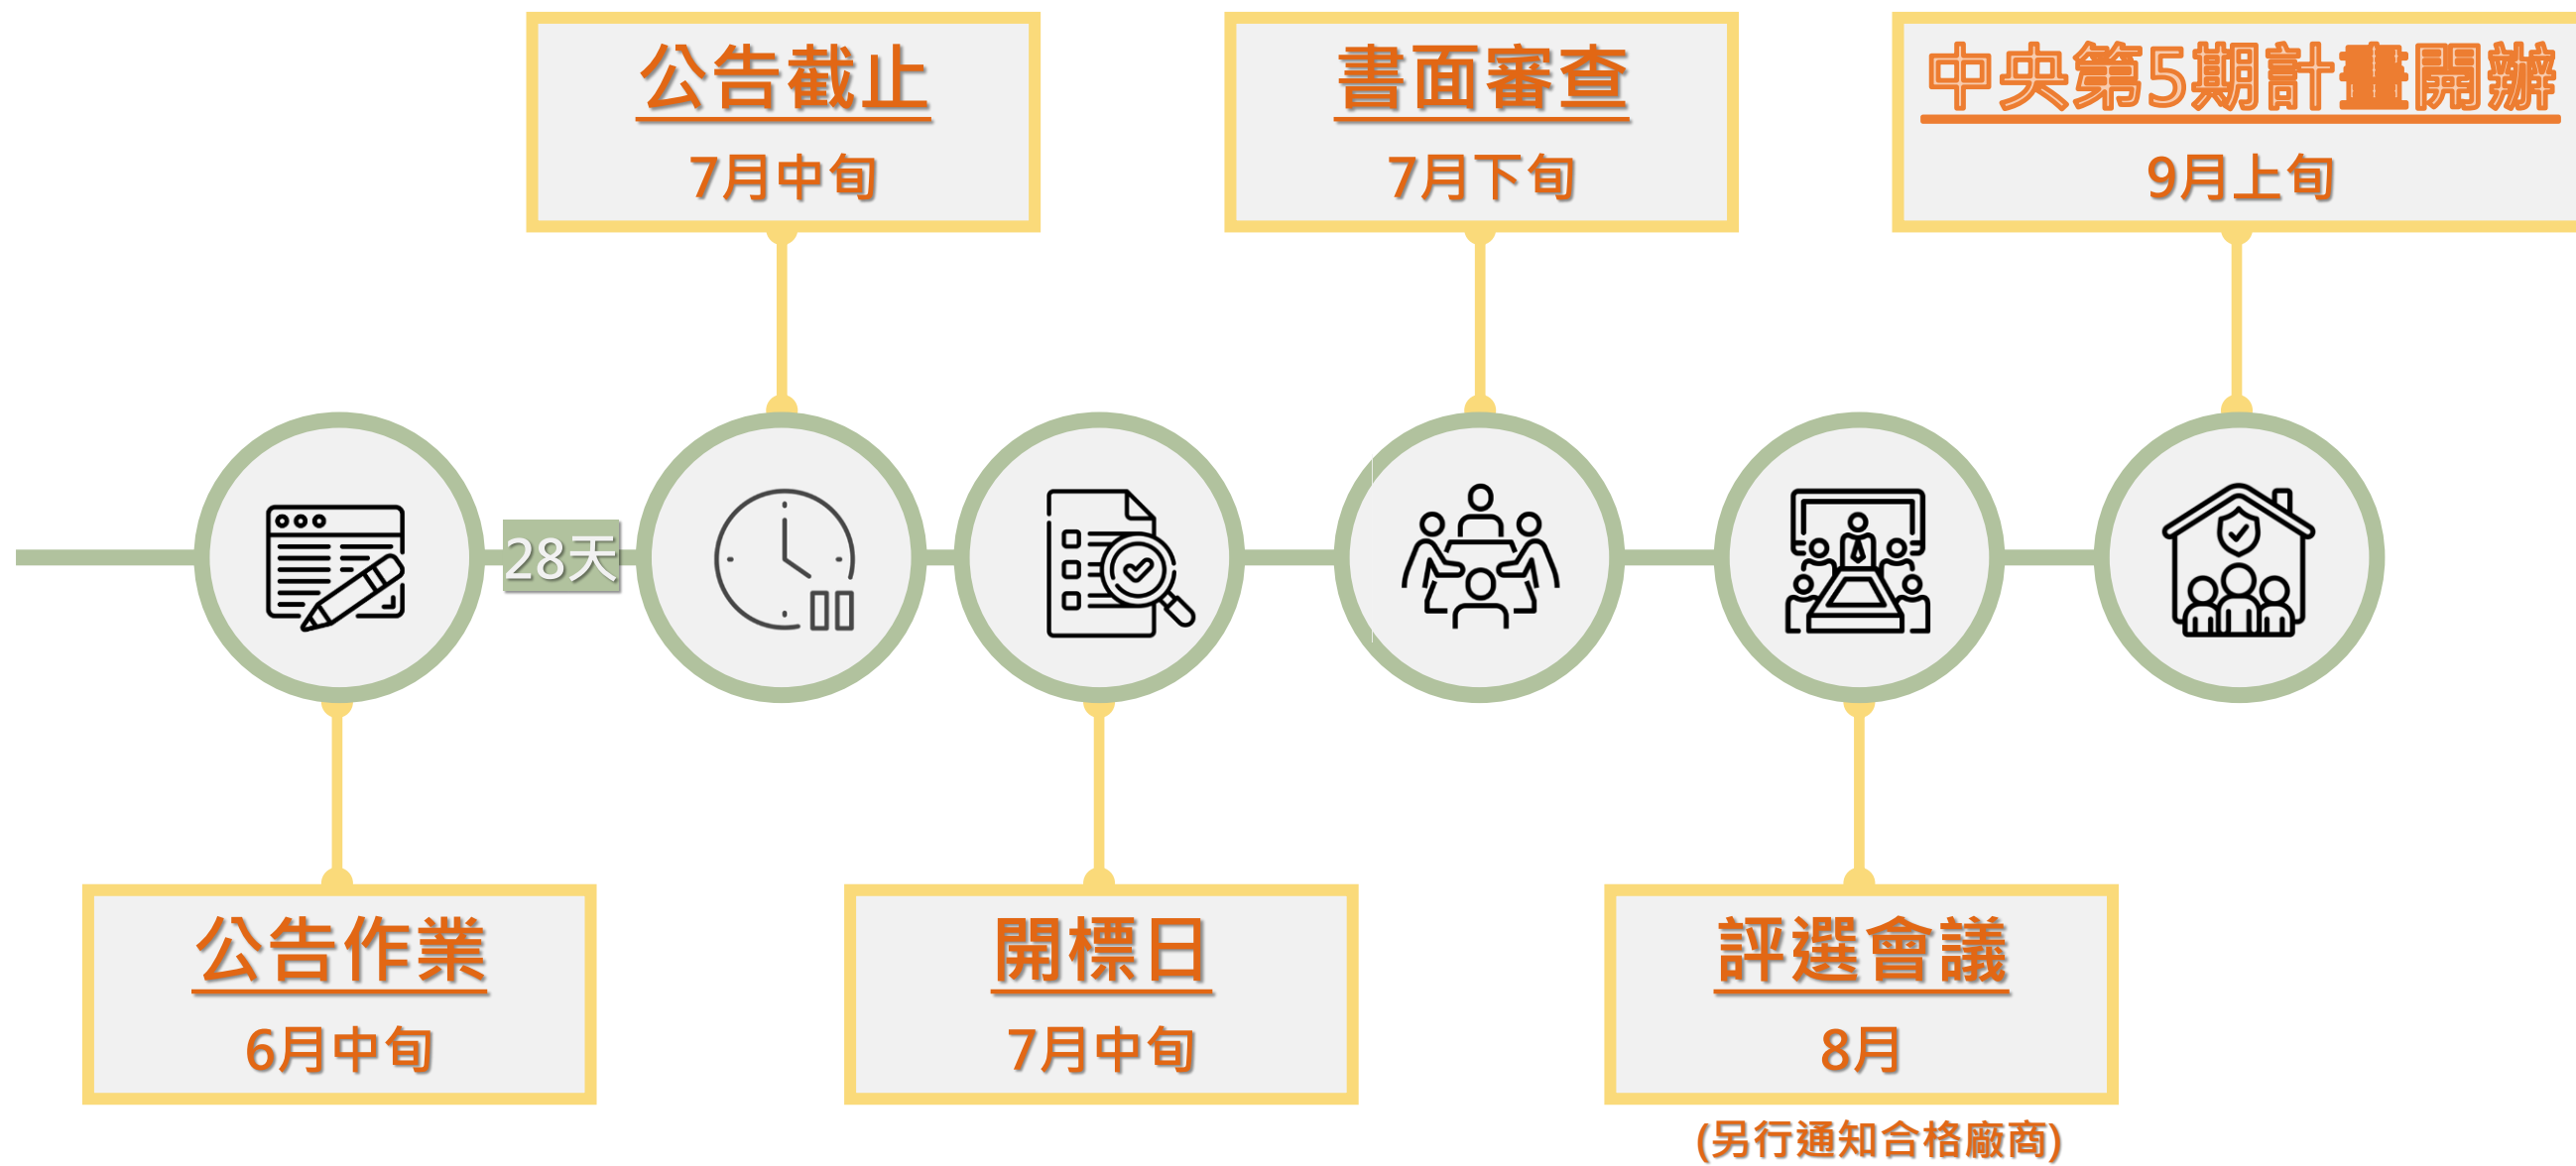 公告截止
7月中旬
書面審查
7月下旬
中央第5期計畫開辦
9月上旬
28天
公告作業
6月中旬
開標日
7月中旬
評選會議
8月
(另行通知合格廠商)